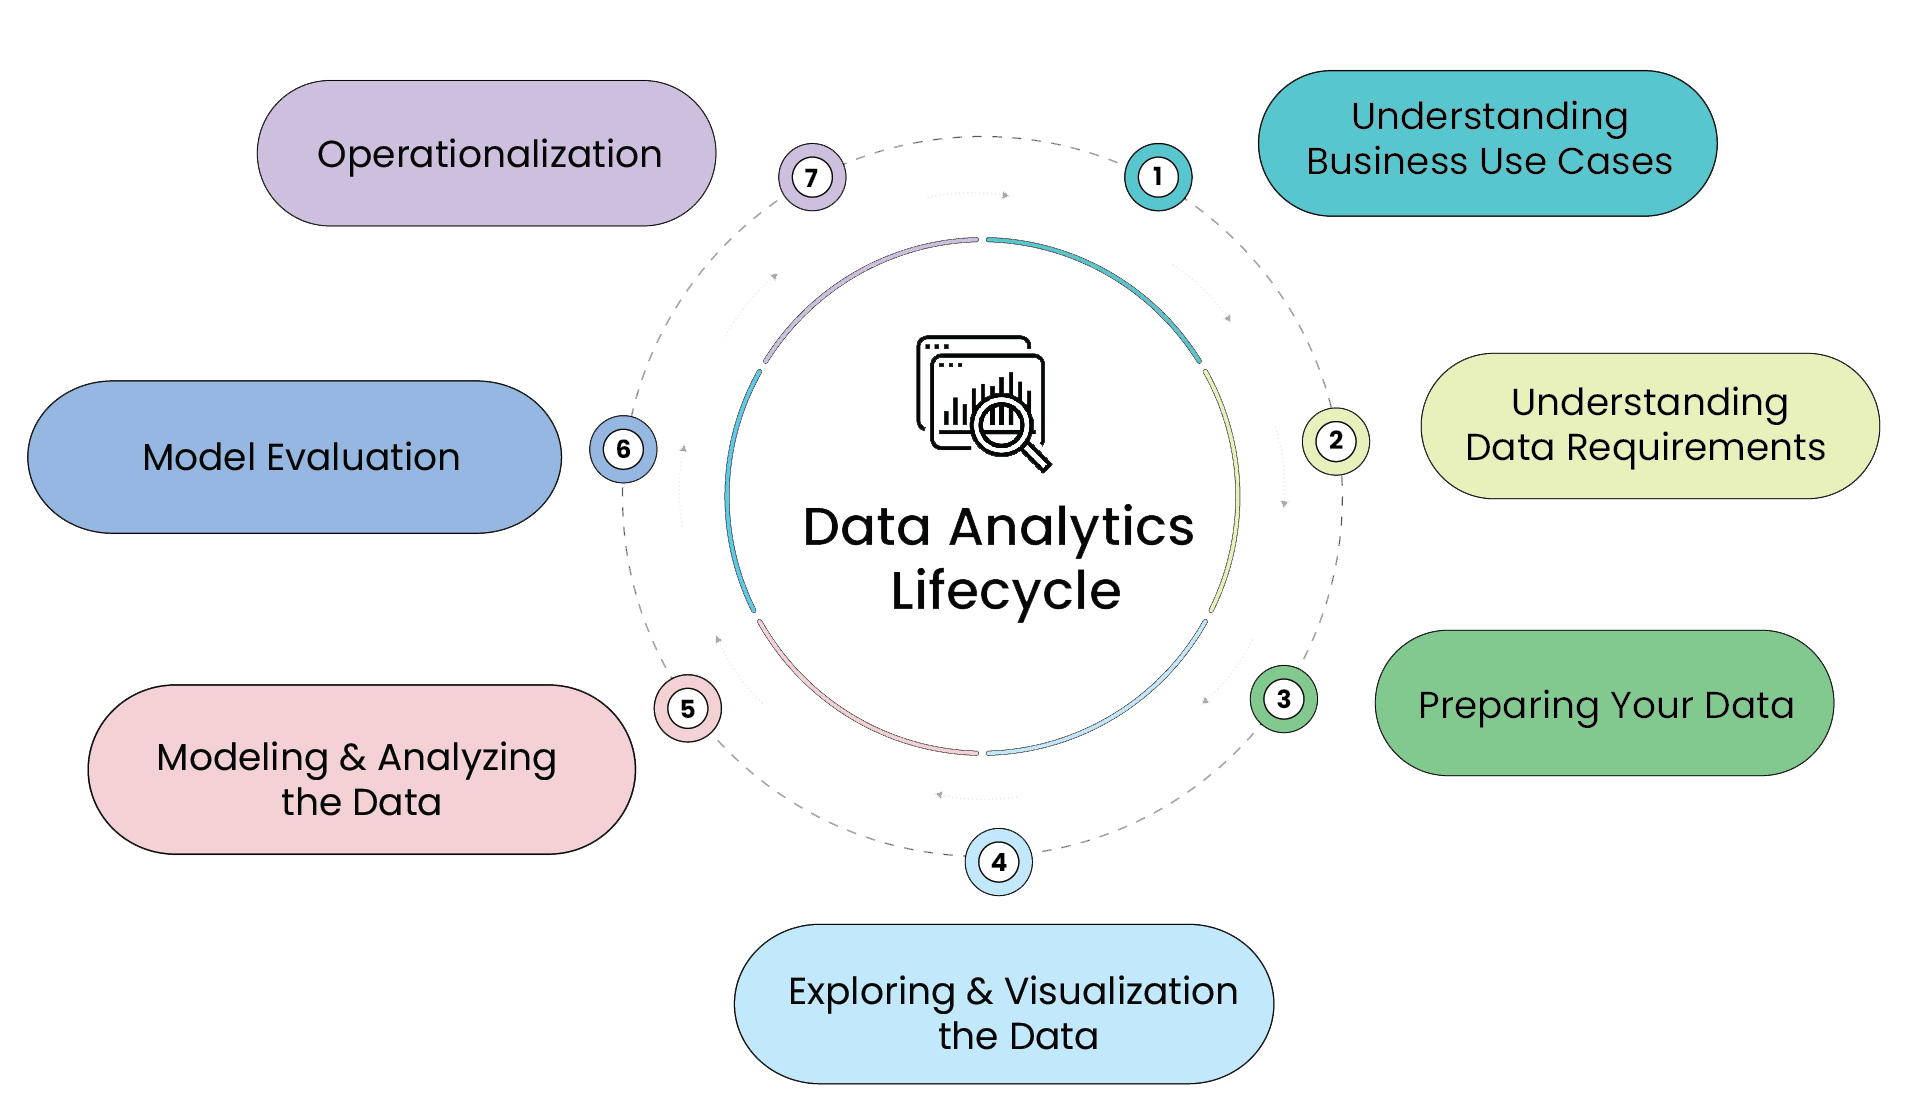 Data Analytics
Lifecycle
1
Understanding
Business Use Cases
2
Understanding
Data Requirements
3
Preparing Your Data
4
Exploring & Visualization
the Data
5
Modeling & Analyzing
the Data
6
Model Evaluation
7
Operationalization